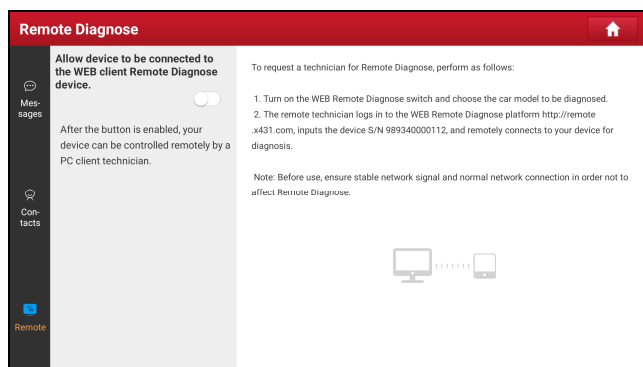 Remote Diagnose
Mes-
sages
Con-
tacts
Remote
Allow device to be connected to
the WEB client Remote Diagnose
device.
After the button is enabled, your
device can be controlled remotely by a
PC client technician.
To request a technician for Remote Diagnose, perform as follows:
1. Turn on the WEB Remote Diagnose switch and choose the car model to be diagnosed.
2. The remote technician logs in to the WEB Remote Diagnose platform http://remote
.x431.com, inputs the device S/N 989340000112, and remotely connects to your device for
diagnosis.
Note: Before use, ensure stable network signal and normal network connection in order not to
affect Remote Diagnose.